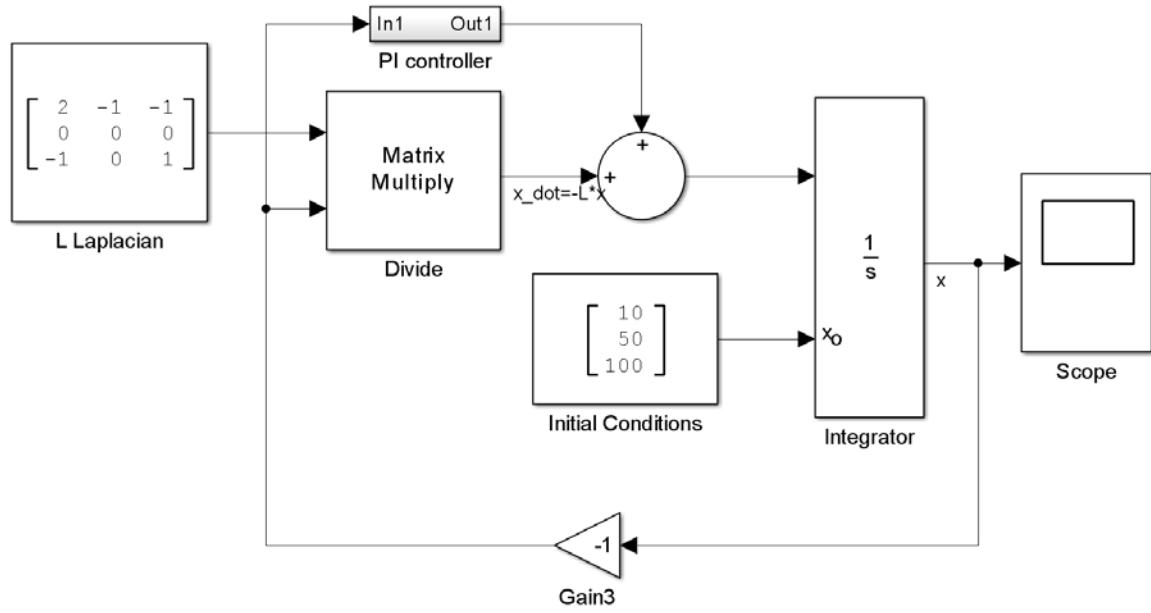 In1 Out1
PI controller
2 -1 -1
0 0 0
-1 0 1
L Laplacian
Matrix
Multiply
Divide
+
+
x_dot=-L*x
10
50
100
Initial Conditions
1
s
xo
Integrator
x
Scope
-1
Gain3